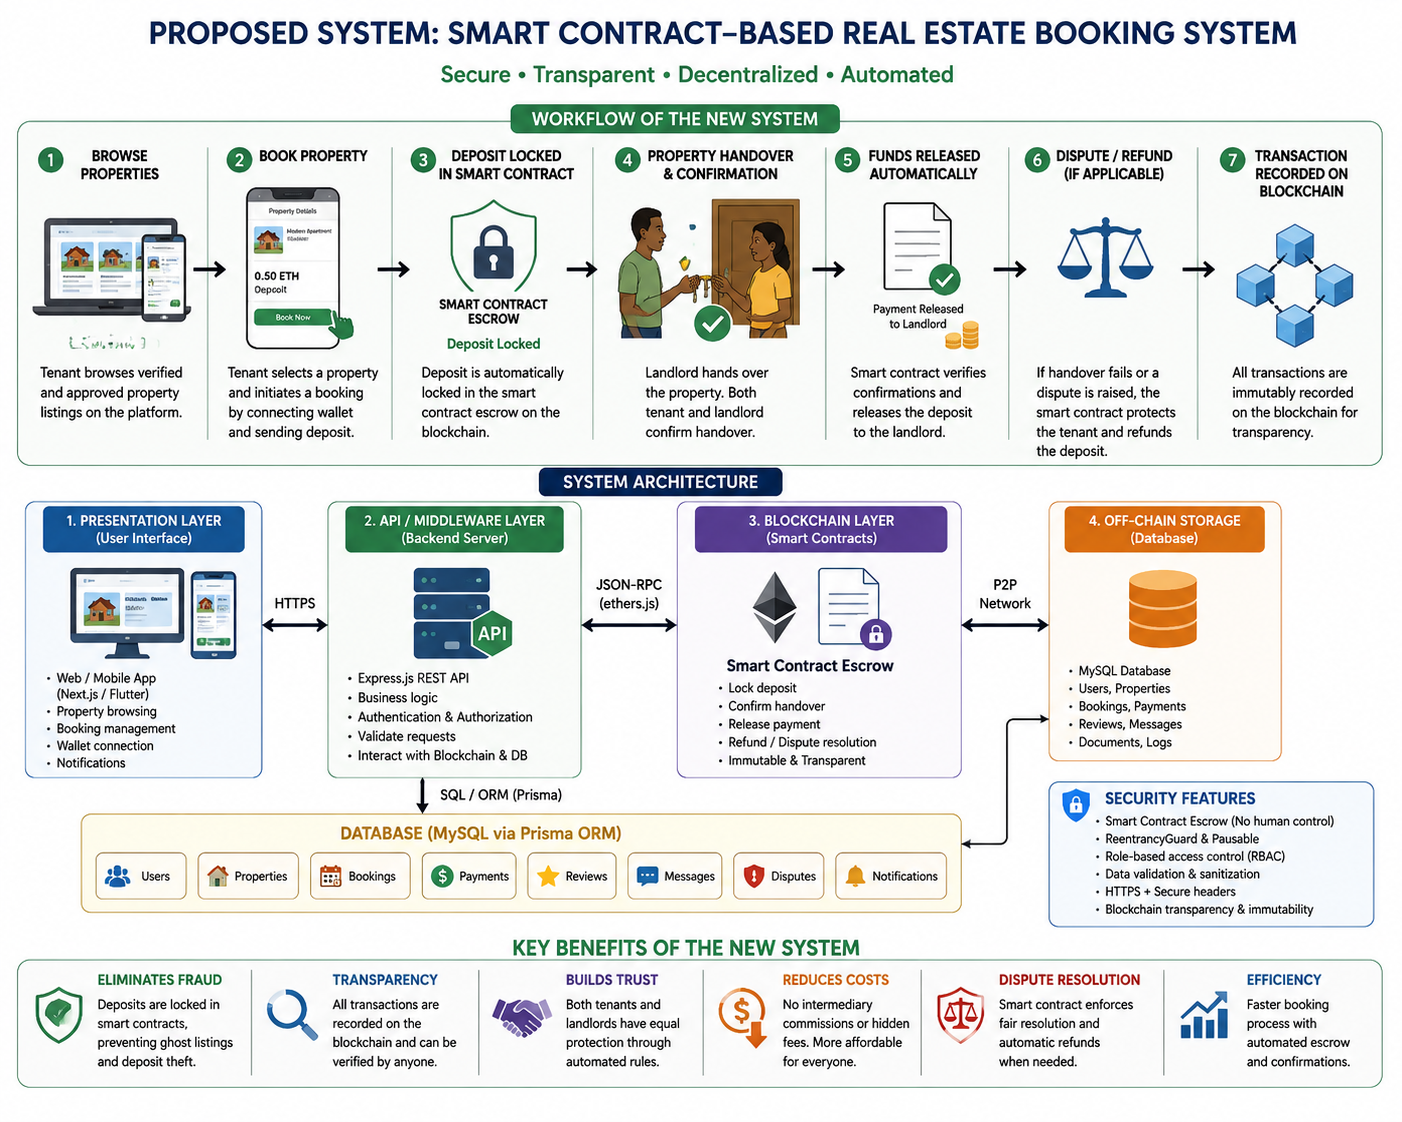 PROPOSED SYSTEM: SMART CONTRACT–BASED REAL ESTATE BOOKING SYSTEM
Secure • Transparent • Decentralized • Automated
WORKFLOW OF THE NEW SYSTEM
1 BROWSE
PROPERTIES
Tenant browses verified
and approved property
listings on the platform.
2 BOOK PROPERTY
Property Details
Modern Apartment
0.50 ETH
Deposit
Book Now
Tenant selects a property
and initiates a booking
by connecting wallet
and sending deposit.
3 DEPOSIT LOCKED
IN SMART CONTRACT
SMART CONTRACT
ESCROW
Deposit Locked
Deposit is automatically
locked in the smart
contract escrow on the
blockchain.
4 PROPERTY HANDOVER
& CONFIRMATION
Landlord hands over
the property. Both
tenant and landlord
confirm handover.
5 FUNDS RELEASED
AUTOMATICALLY
Payment Released
to Landlord
Smart contract verifies
confirmations and
releases the deposit
to the landlord.
6 DISPUTE / REFUND
(IF APPLICABLE)
If handover fails or a
dispute is raised, the
smart contract protects
the tenant and refunds
the deposit.
7 TRANSACTION
RECORDED ON
BLOCKCHAIN
All transactions are
immutably recorded
on the blockchain for
transparency.
SYSTEM ARCHITECTURE
1. PRESENTATION LAYER
(User Interface)
• Web / Mobile App
(Next.js / Flutter)
• Property browsing
• Booking management
• Wallet connection
• Notifications
HTTPS
2. API / MIDDLEWARE LAYER
(Backend Server)
API
• Express.js REST API
• Business logic
• Authentication & Authorization
• Validate requests
• Interact with Blockchain & DB
JSON-RPC
(ethers.js)
3. BLOCKCHAIN LAYER
(Smart Contracts)
Smart Contract Escrow
• Lock deposit
• Confirm handover
• Release payment
• Refund / Dispute resolution
• Immutable & Transparent
P2P
Network
4. OFF-CHAIN STORAGE
(Database)
• MySQL Database
• Users, Properties
• Bookings, Payments
• Reviews, Messages
• Documents, Logs
SQL / ORM (Prisma)
DATABASE (MySQL via Prisma ORM)
Users
Properties
Bookings
$ Payments
Reviews
Messages
Disputes
Notifications
SECURITY FEATURES
• Smart Contract Escrow (No human control)
• ReentrancyGuard & Pausable
• Role-based access control (RBAC)
• Data validation & sanitization
• HTTPS + Secure headers
• Blockchain transparency & immutability
KEY BENEFITS OF THE NEW SYSTEM
ELIMINATES FRAUD
Deposits are locked in
smart contracts,
preventing ghost listings
and deposit theft.
TRANSPARENCY
All transactions are
recorded on the
blockchain and can be
verified by anyone.
BUILDS TRUST
Both tenants and
landlords have equal
protection through
automated rules.
$
REDUCES COSTS
No intermediary
commissions or hidden
fees. More affordable
for everyone.
DISPUTE RESOLUTION
Smart contract enforces
fair resolution and
automatic refunds
when needed.
EFFICIENCY
Faster booking
process with
automated escrow
and confirmations.